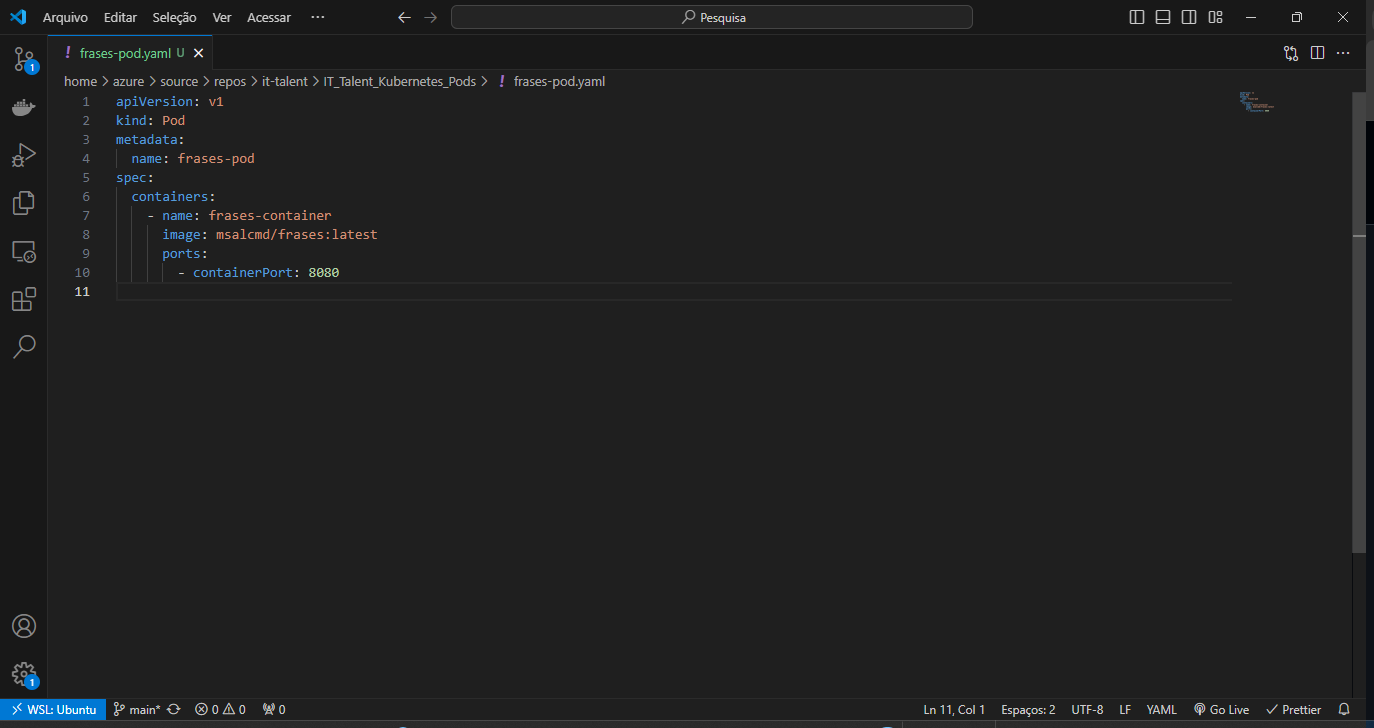 Arquivo Editar Seleção Ver Acessar ··· Pesquisa
! frases-pod.yaml U
home > azure > source > repos > it-talent > IT_Talent_Kubernetes_Pods > ! frases-pod.yaml
1 apiVersion: v1
2 kind: Pod
3 metadata:
4   name: frases-pod
5 spec:
6   containers:
7     - name: frases-container
8       image: msalcmd/frases:latest
9       ports:
10         - containerPort: 8080
11
1
1
WSL: Ubuntu main* 0 0 0 Ln 11, Col 1 Espaços: 2 UTF-8 LF YAML Go Live Prettier